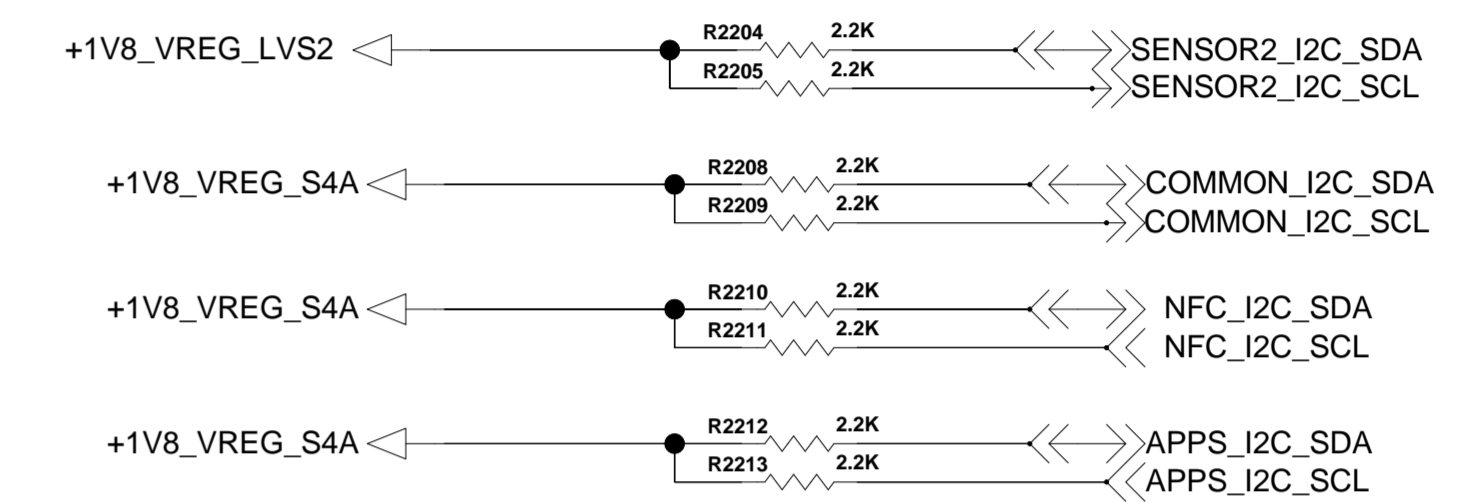 +1V8_VREG_LVS2 R2204 2.2K SENSOR2_I2C_SDA
R2205 2.2K SENSOR2_I2C_SCL
+1V8_VREG_S4A R2208 2.2K COMMON_I2C_SDA
R2209 2.2K COMMON_I2C_SCL
+1V8_VREG_S4A R2210 2.2K NFC_I2C_SDA
R2211 2.2K NFC_I2C_SCL
+1V8_VREG_S4A R2212 2.2K APPS_I2C_SDA
R2213 2.2K APPS_I2C_SCL